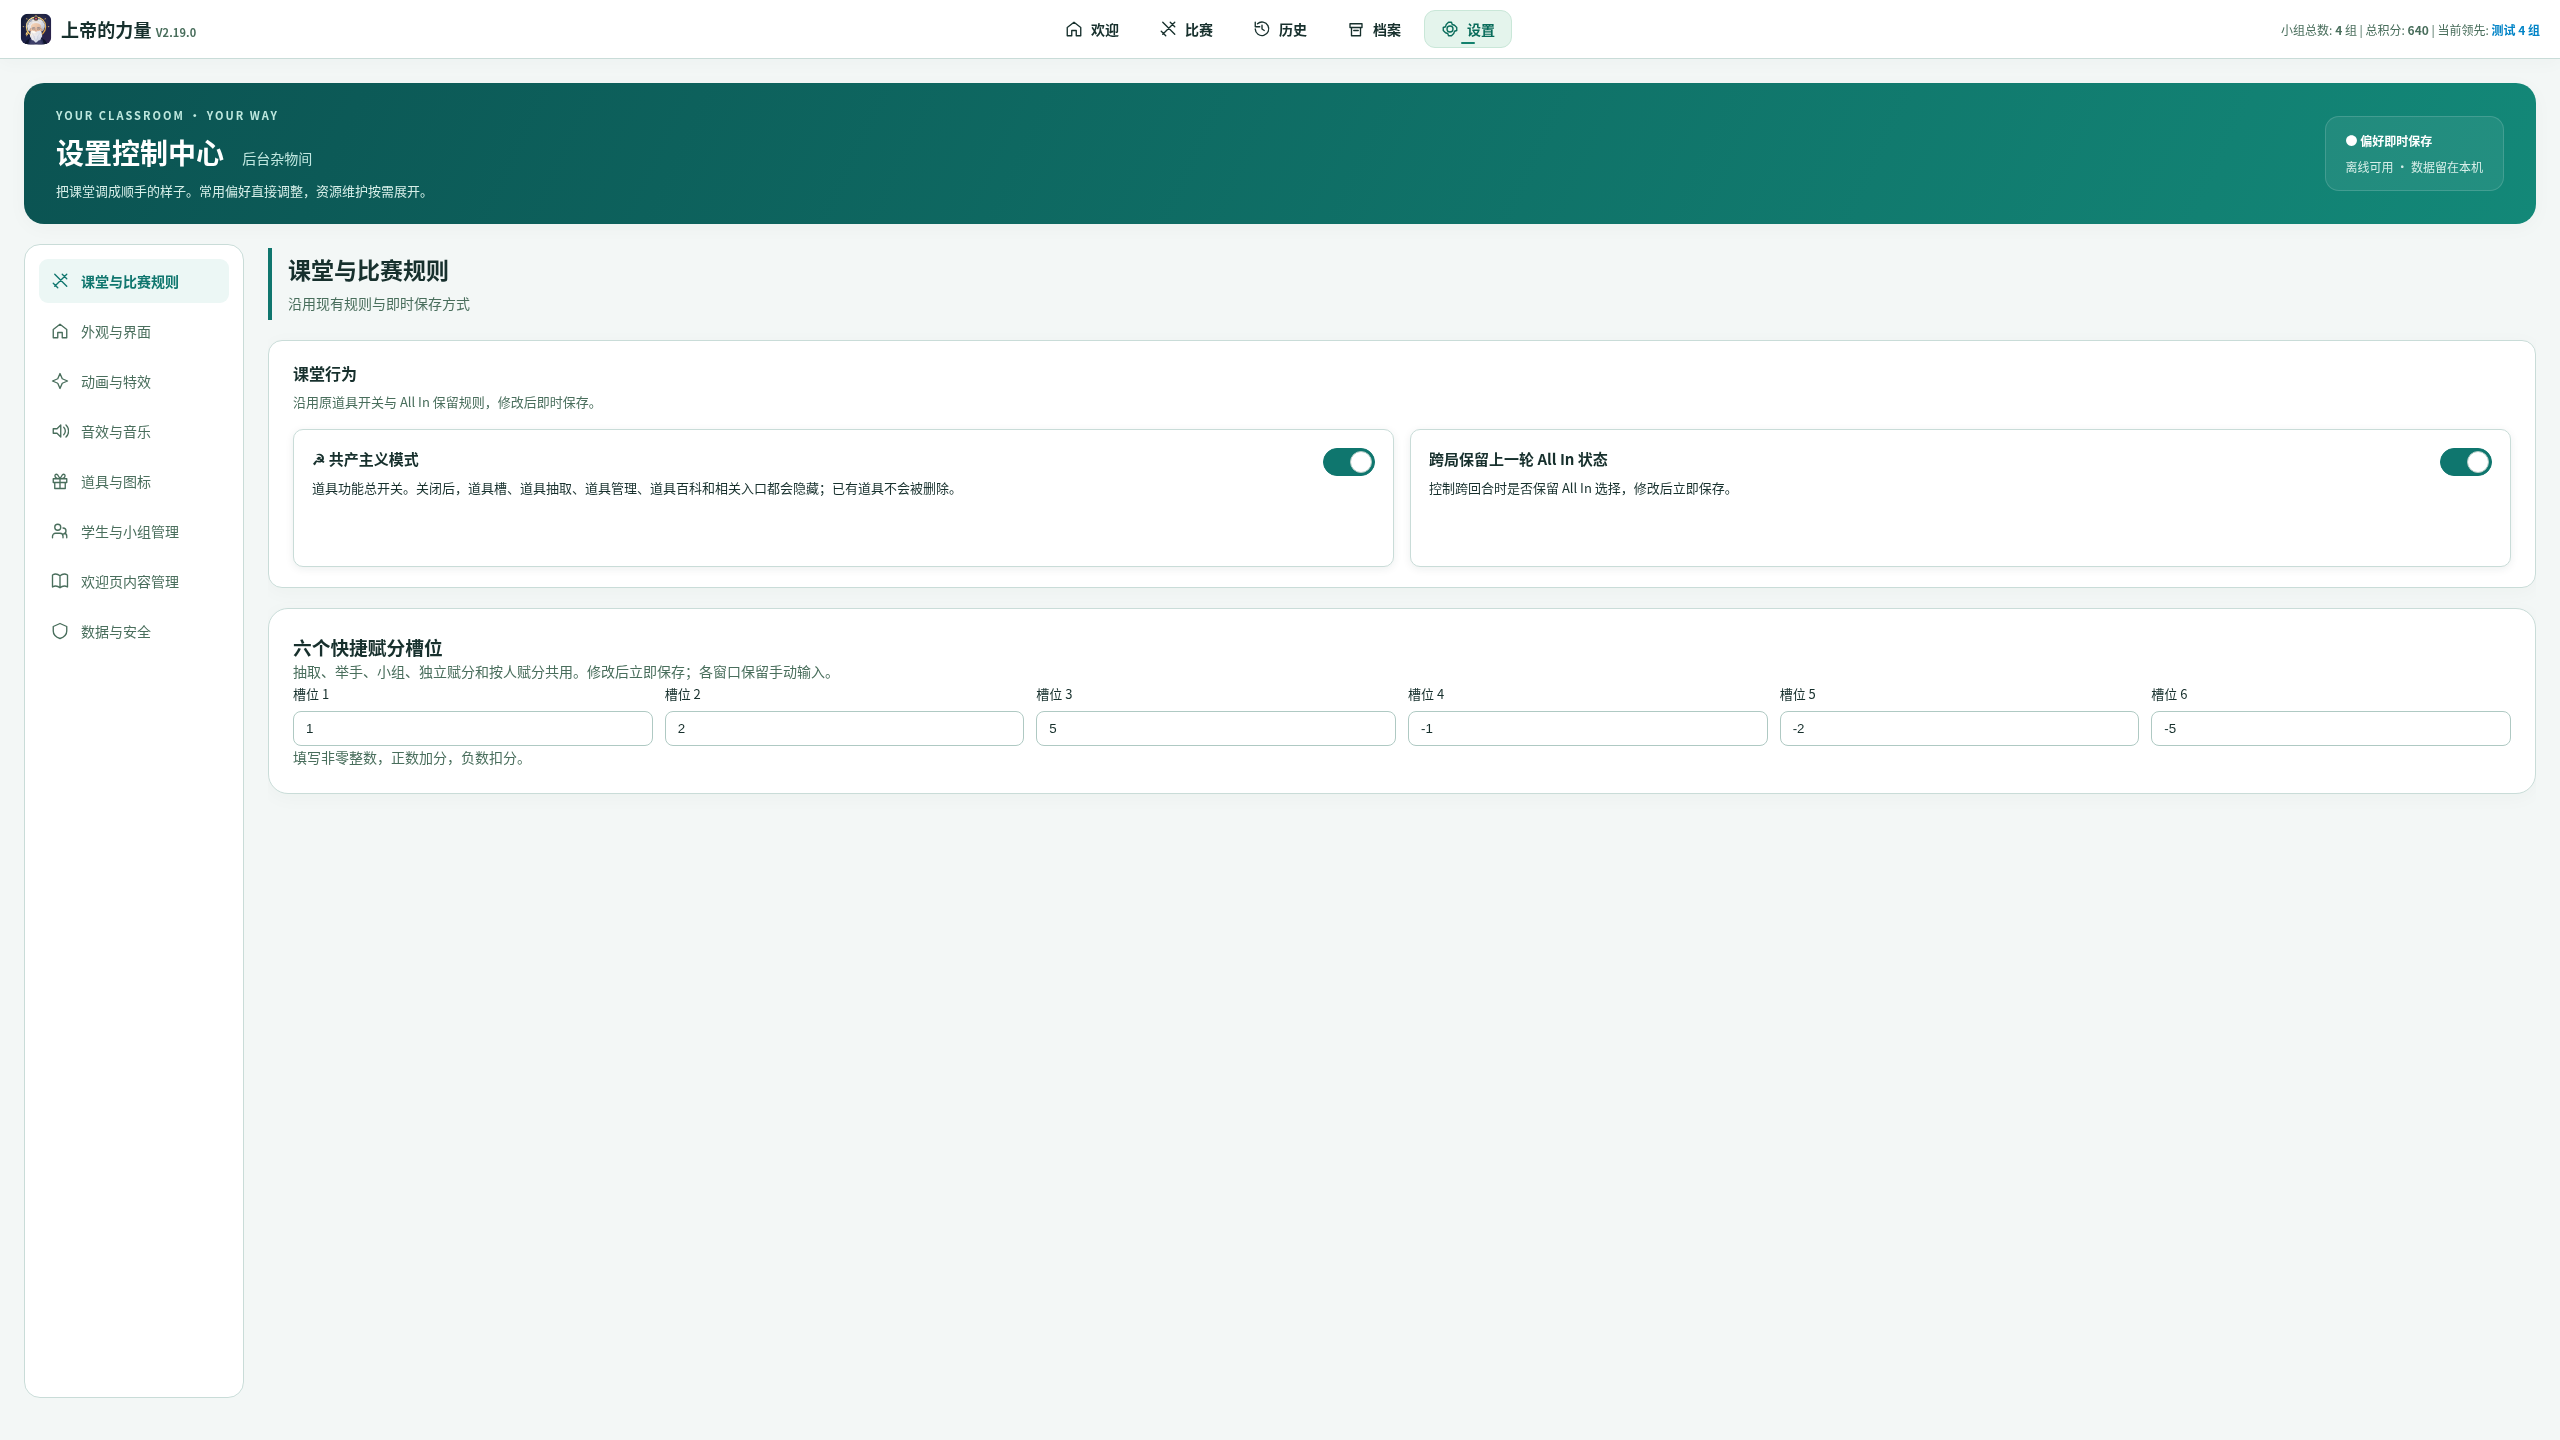 上帝的力量 V2.19.0
欢迎
比赛
历史
档案
设置
小组总数: 4 组 | 总积分: 640 | 当前领先: 测试 4 组
YOUR CLASSROOM · YOUR WAY
设置控制中心 后台杂物间
把课堂调成顺手的样子。常用偏好直接调整，资源维护按需展开。
偏好即时保存
离线可用 · 数据留在本机
课堂与比赛规则
外观与界面
动画与特效
音效与音乐
道具与图标
学生与小组管理
欢迎页内容管理
数据与安全
课堂与比赛规则
沿用现有规则与即时保存方式
课堂行为
沿用原道具开关与 All In 保留规则，修改后即时保存。
☭ 共产主义模式
道具功能总开关。关闭后，道具槽、道具抽取、道具管理、道具百科和相关入口都会隐藏；已有道具不会被删除。
跨局保留上一轮 All In 状态
控制跨回合时是否保留 All In 选择，修改后立即保存。
六个快捷赋分槽位
抽取、举手、小组、独立赋分和按人赋分共用。修改后立即保存；各窗口保留手动输入。
槽位 1 槽位 2 槽位 3 槽位 4 槽位 5 槽位 6
1 2 5 -1 -2 -5
填写非零整数，正数加分，负数扣分。